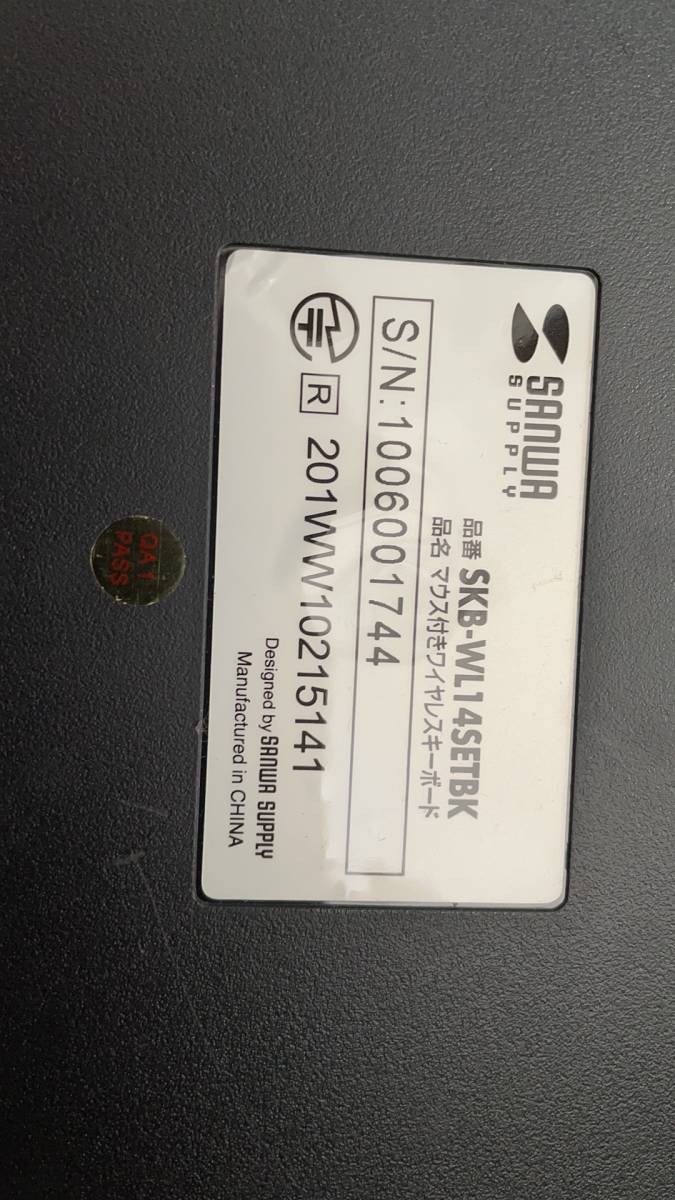 SANWA
SUPPLY
品番 SKB-WL14SETBK
品名 マウス付きワイヤレスキーボード
S/N: 1006001744
R 201WW10215141
Designed by SANWA SUPPLY
Manufactured in CHINA
QA 1
PASS